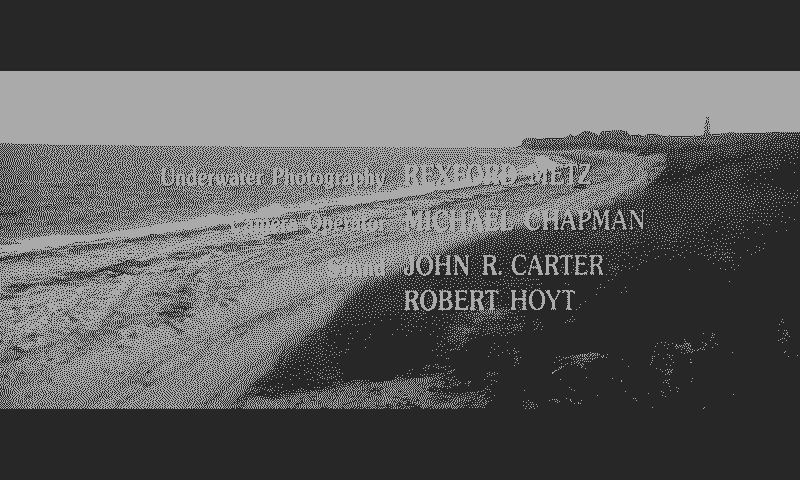 Underwater Photography REXFORD METZ
Camera Operator MICHAEL CHAPMAN
Sound JOHN R. CARTER
ROBERT HOYT